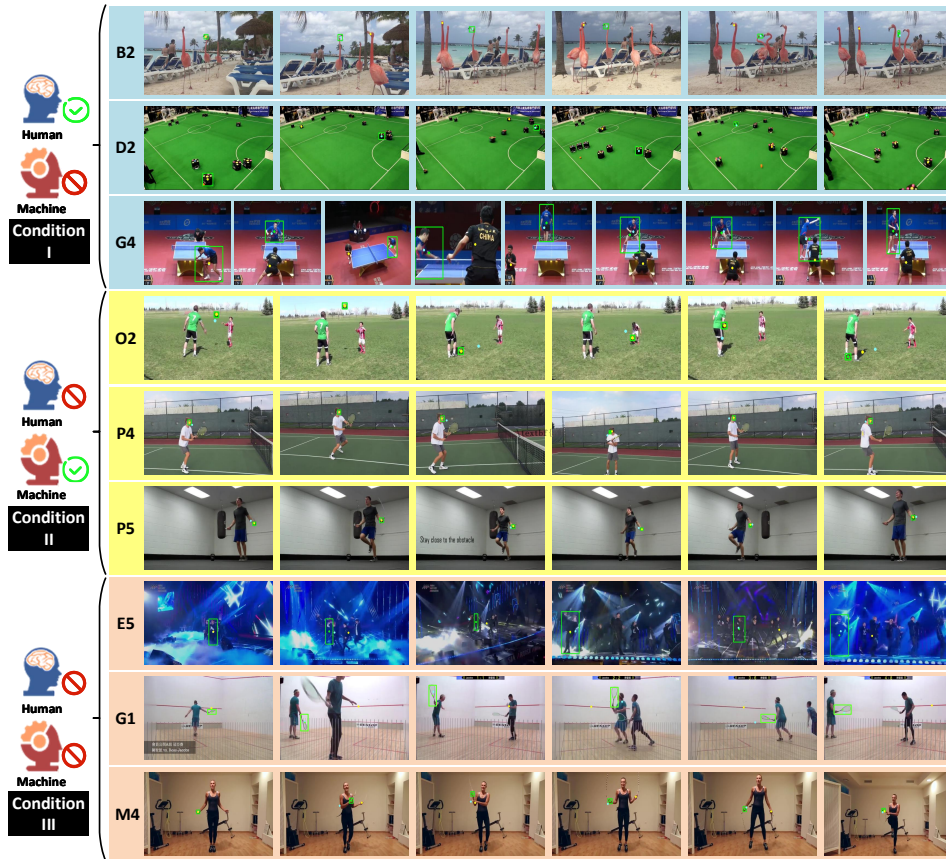 Human
Machine
Condition
I
B2
D2
G4
CHINA
Human
Machine
Condition
II
O2
P4
P5
Stay close to the obstacle
Human
Machine
Condition
III
E5
G1
M4